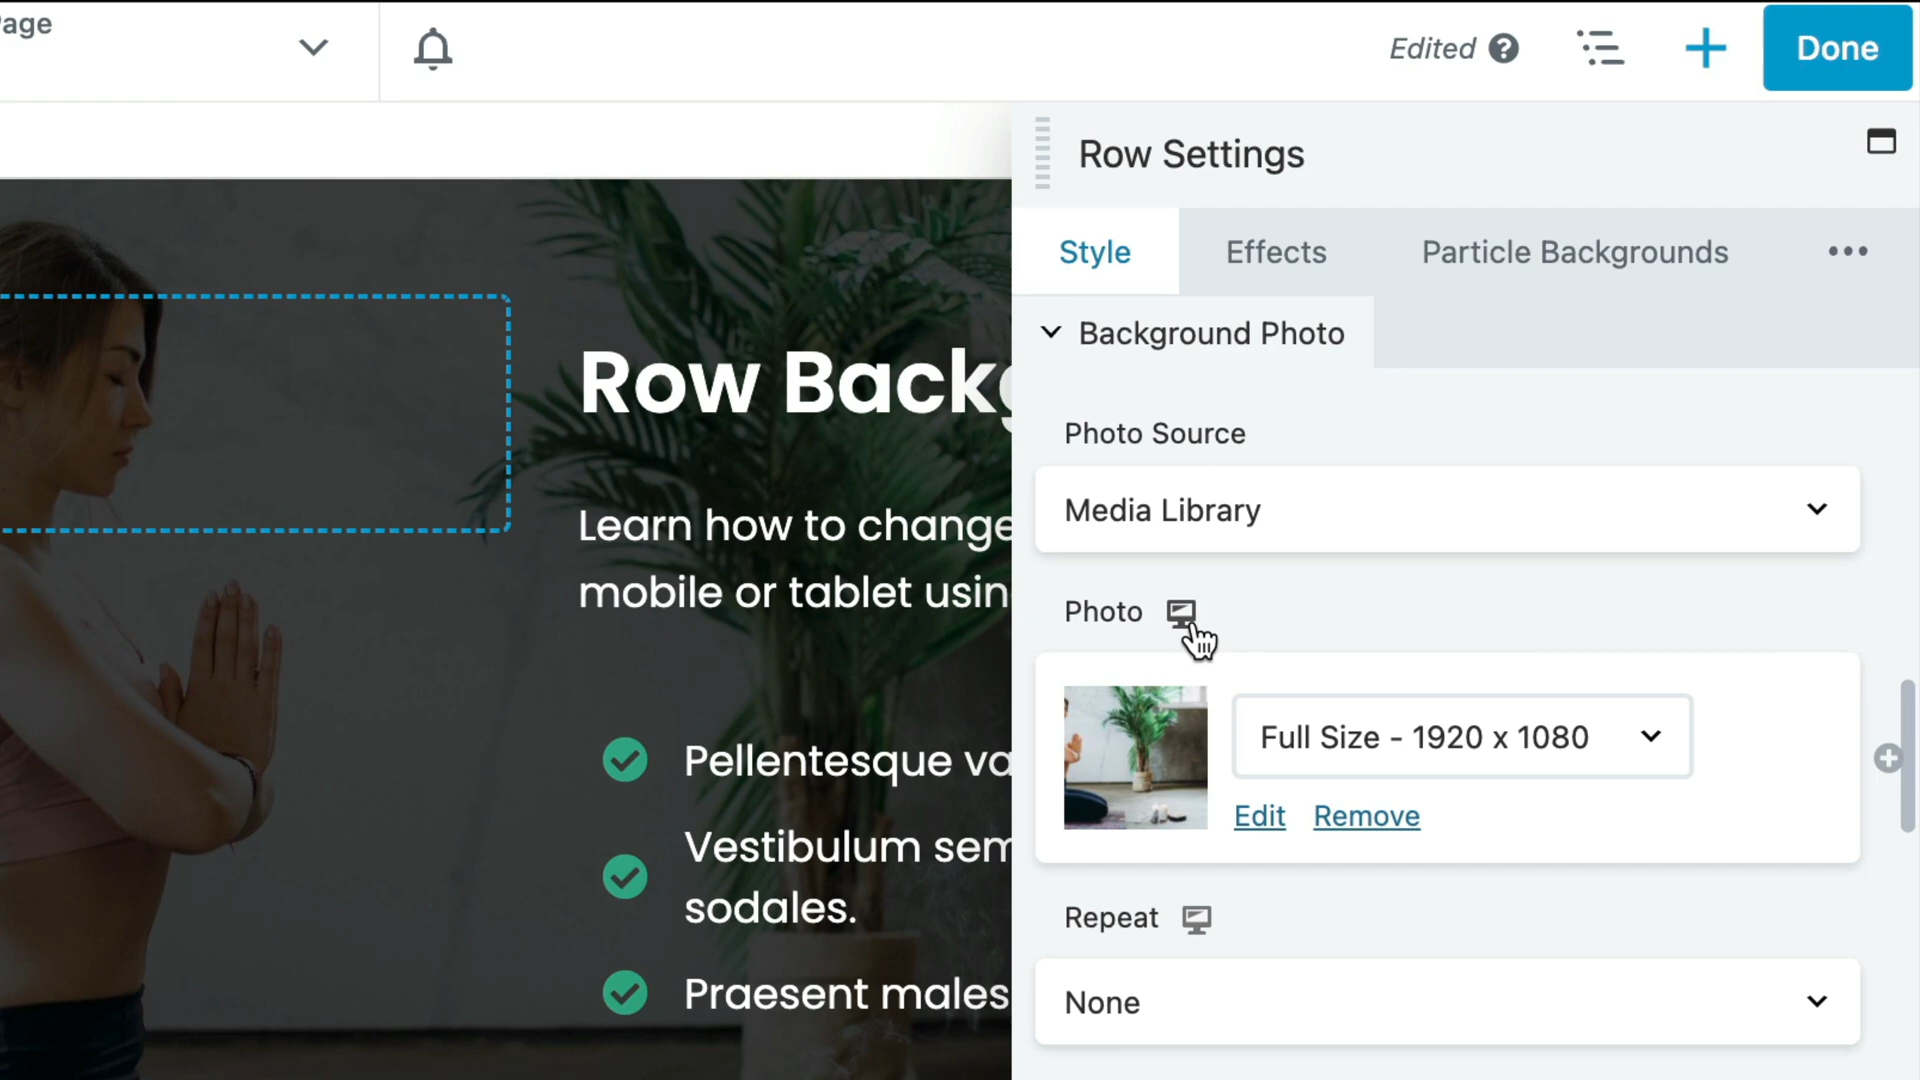 Page
Edited
Done
Row Settings
Style
Effects
Particle Backgrounds
Background Photo
Row Backg
Learn how to change
mobile or tablet usin
Pellentesque va
Vestibulum sem
sodales.
Praesent males
Photo Source
Media Library
Photo
Full Size - 1920 x 1080
Edit Remove
Repeat
None